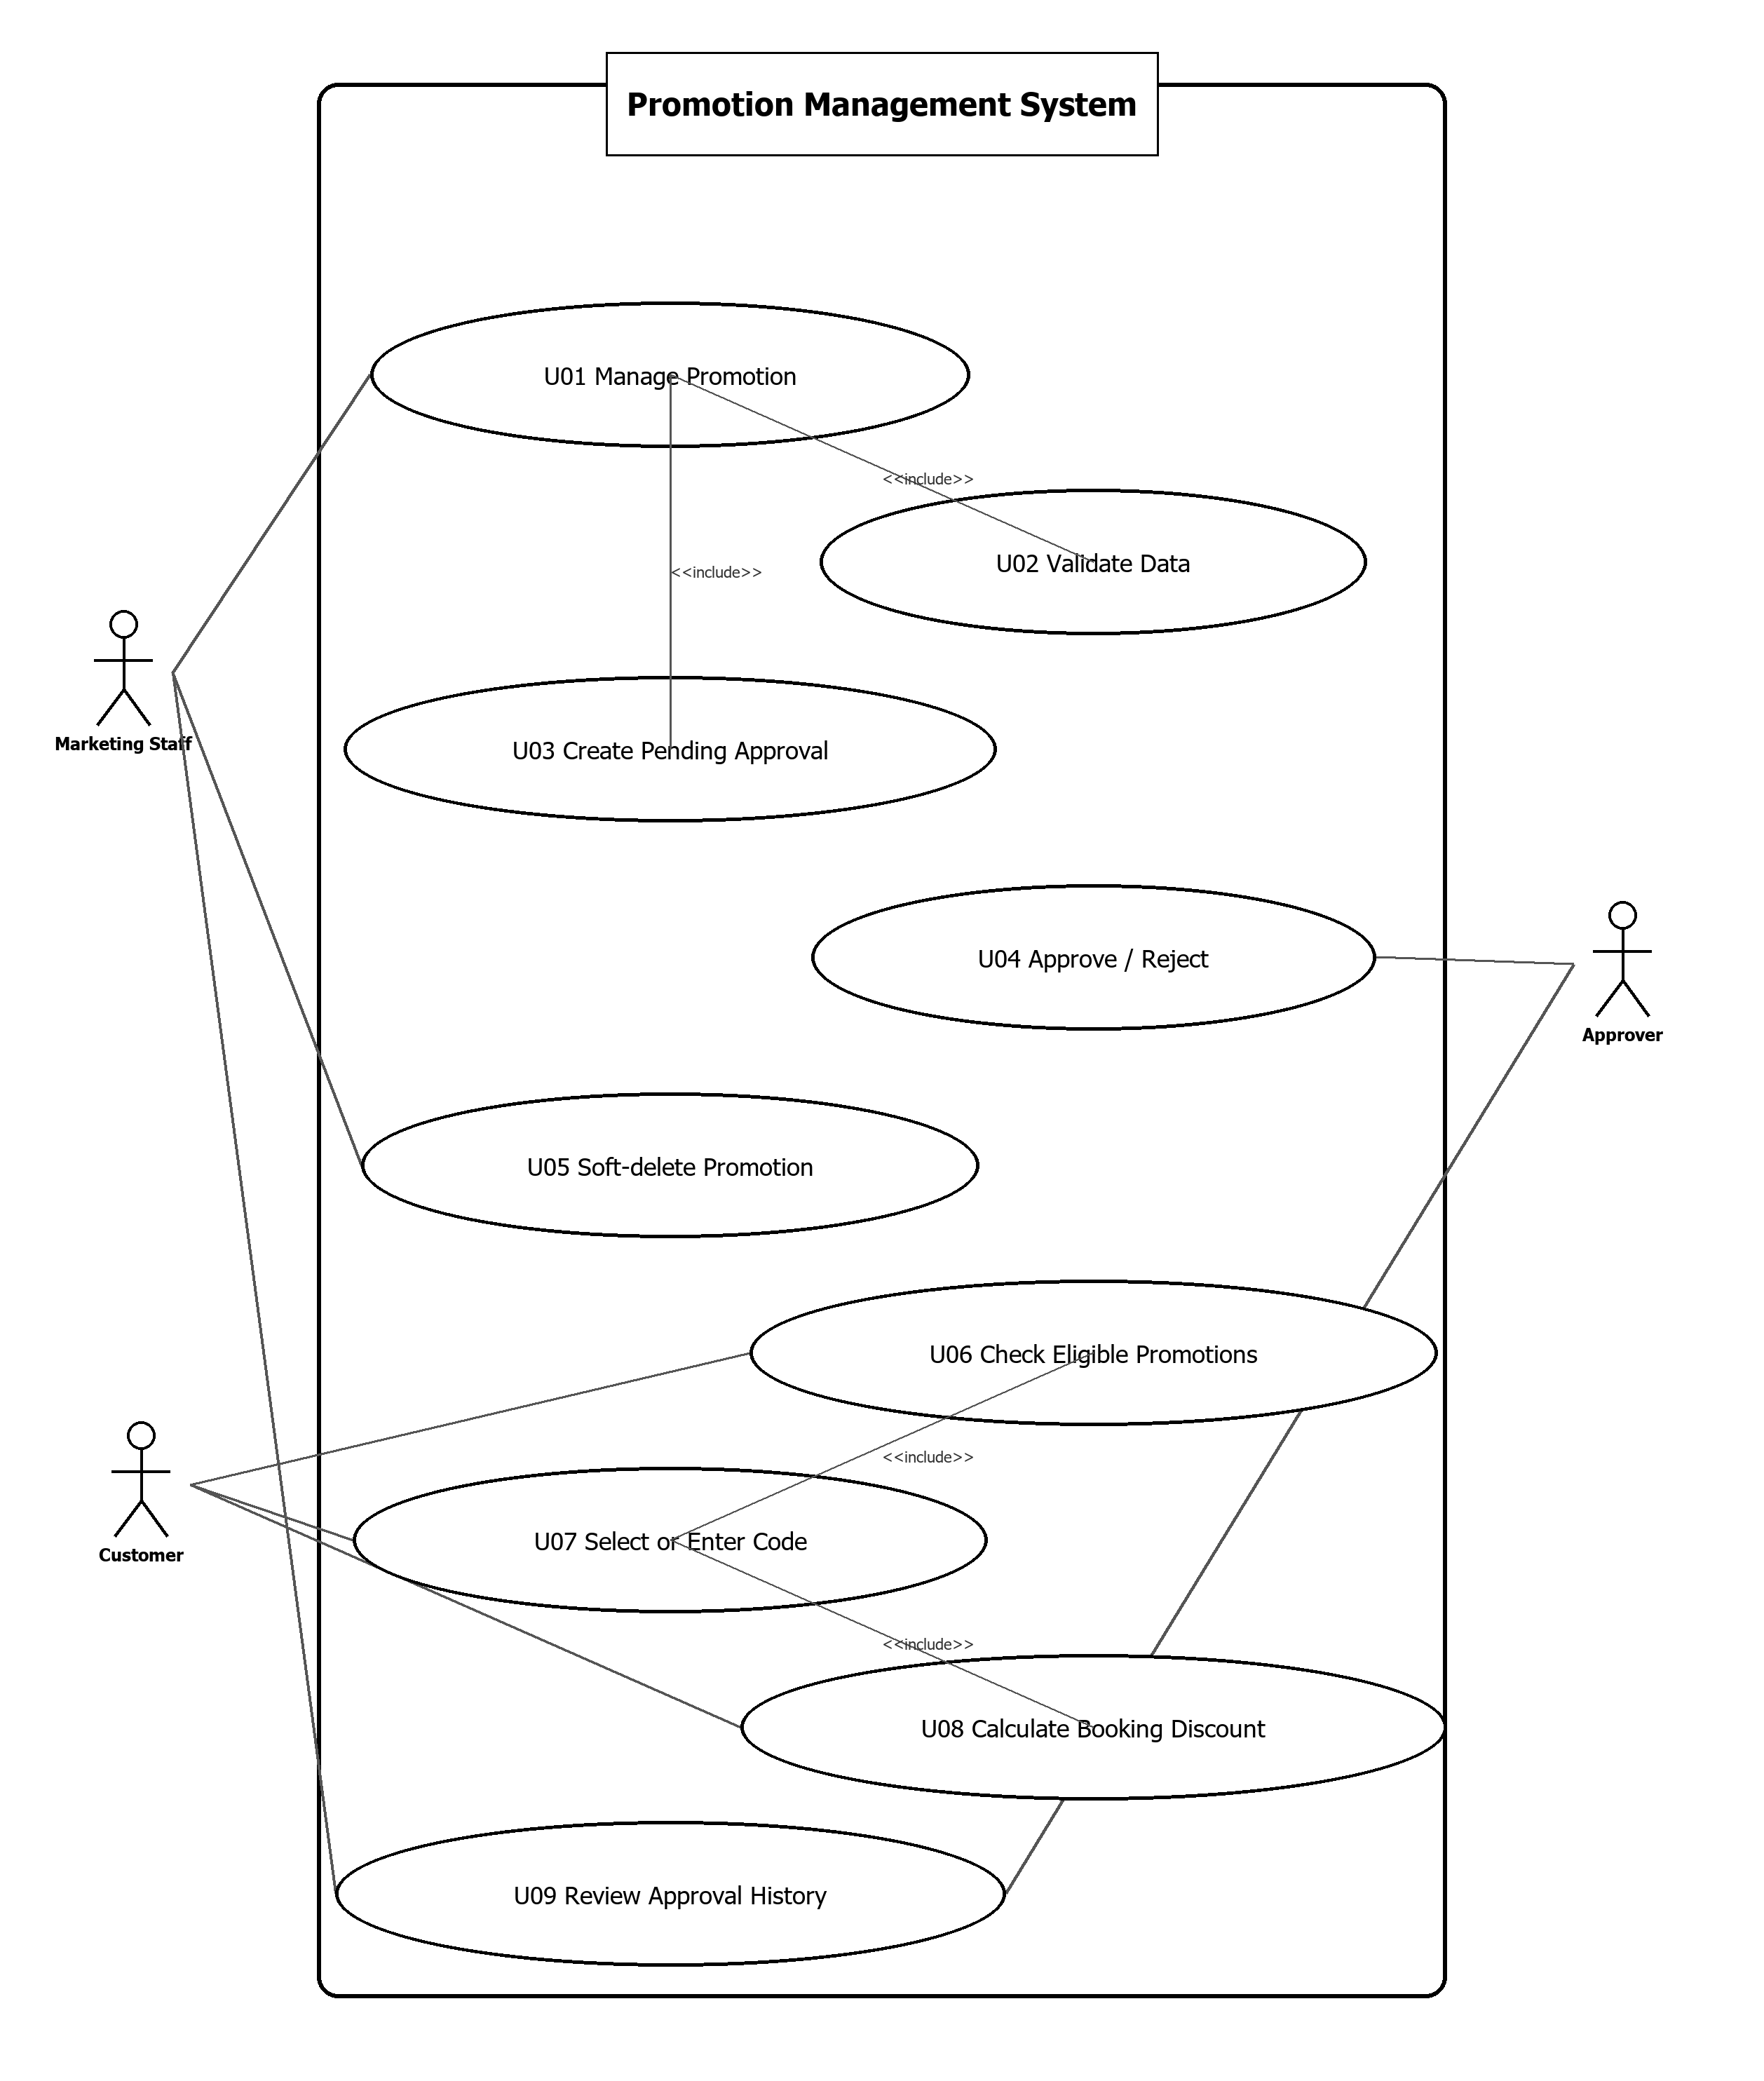 Promotion Management System
U01 Manage Promotion
<<include>>
U02 Validate Data
<<include>>
Marketing Staff
U03 Create Pending Approval
U04 Approve / Reject
Approver
U05 Soft-delete Promotion
U06 Check Eligible Promotions
<<include>>
U07 Select or Enter Code
Customer
<<include>>
U08 Calculate Booking Discount
U09 Review Approval History